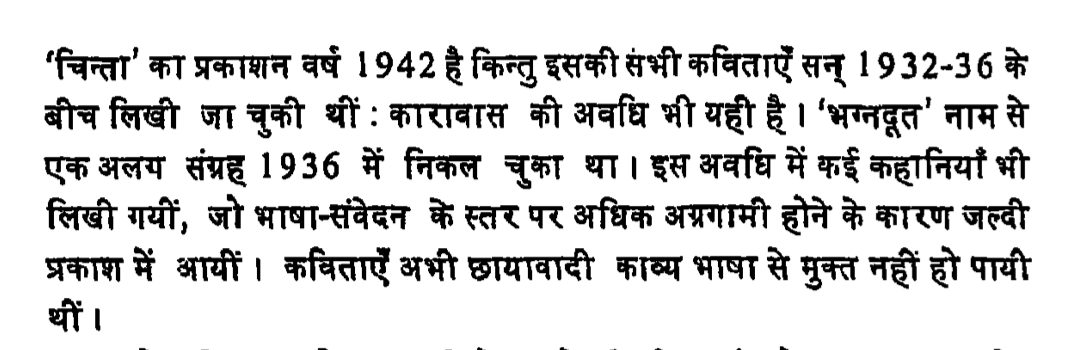 ‘चिन्ता’ का प्रकाशन वर्ष 1942 है किन्तु इसकी संभी कविताएँ सन् 1932-36 के
बीच लिखी जा चुकी थीं : कारावास की अवधि भी यही है । ‘भग्नदूत’ नाम से
एक अलग संग्रह 1936 में निकल चुका था । इस अवधि में कई कहानियाँ भी
लिखी गयीं, जो भाषा-संवेदन के स्तर पर अधिक अग्रगामी होने के कारण जल्दी
प्रकाश में आयीं । कविताएँ अभी छायावादी काव्य भाषा से मुक्त नहीं हो पायी
थीं ।